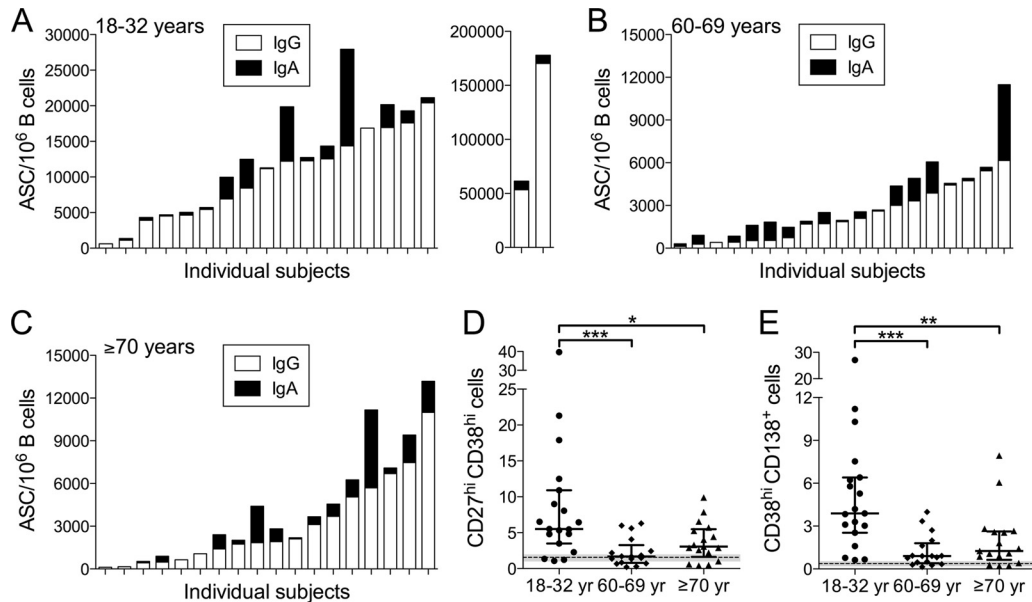 A
18-32 years
30000
25000
20000
15000
10000
5000
0
ASC/10⁶ B cells
IgG
IgA
Individual subjects
200000
150000
100000
50000
0
B
60-69 years
15000
12000
9000
6000
3000
0
ASC/10⁶ B cells
IgG
IgA
Individual subjects
C
≥70 years
15000
12000
9000
6000
3000
0
ASC/10⁶ B cells
IgG
IgA
Individual subjects
D
*
***
40
30
25
20
15
10
5
0
CD27ʰⁱ CD38ʰⁱ cells
18-32 yr 60-69 yr ≥70 yr
E
**
***
30
20
12
9
6
3
0
CD38ʰⁱ CD138⁺ cells
18-32 yr 60-69 yr ≥70 yr